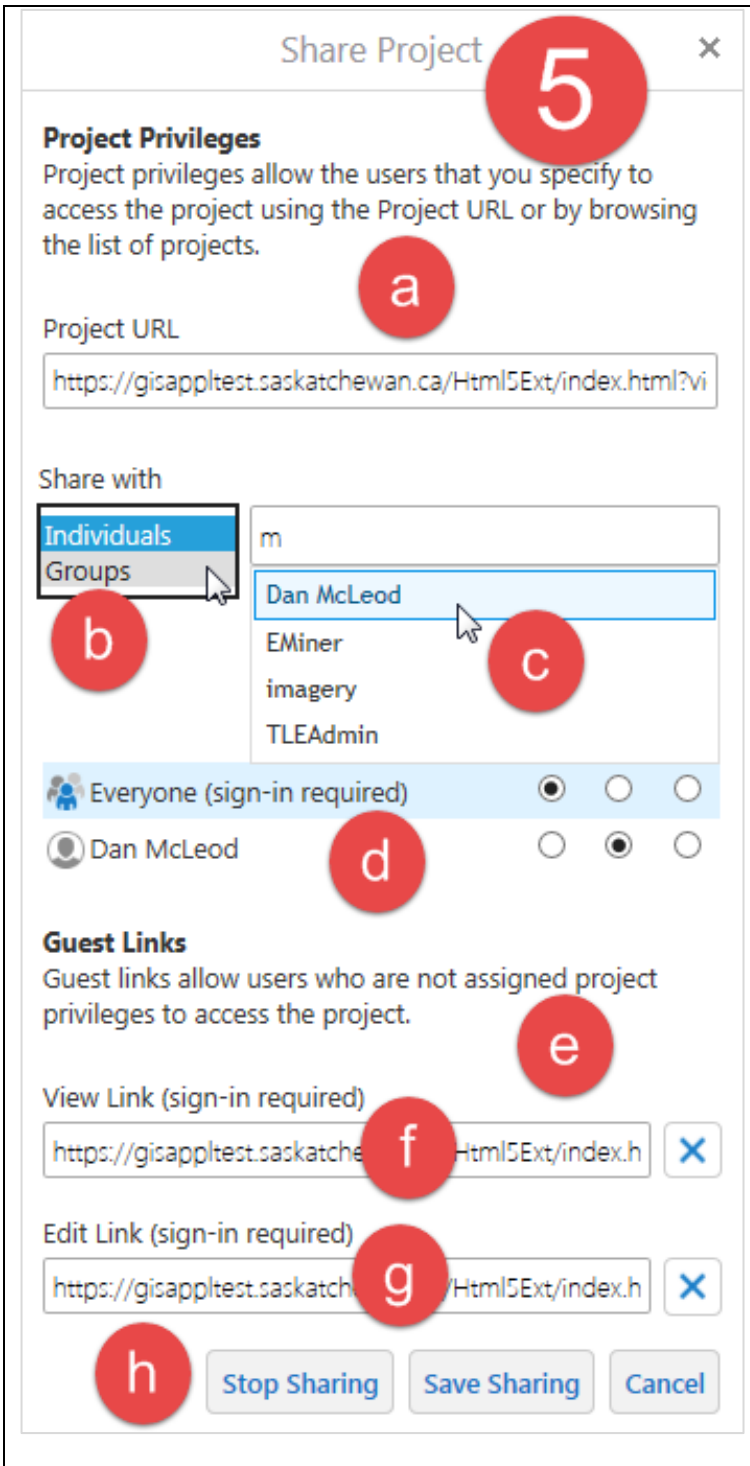 Share Project
5
Project Privileges
Project privileges allow the users that you specify to
access the project using the Project URL or by browsing
the list of projects.
a
Project URL
https://gisappltest.saskatchewan.ca/Html5Ext/index.html?vi
Share with
Individuals
Groups
m
b
Dan McLeod
EMiner
imagery
TLEAdmin
c
Everyone (sign-in required)
Dan McLeod
d
Guest Links
Guest links allow users who are not assigned project
privileges to access the project.
e
View Link (sign-in required)
https://gisappltest.saskatche Html5Ext/index.h
f
Edit Link (sign-in required)
https://gisappltest.saskatch /Html5Ext/index.h
g
h
Stop Sharing Save Sharing Cancel